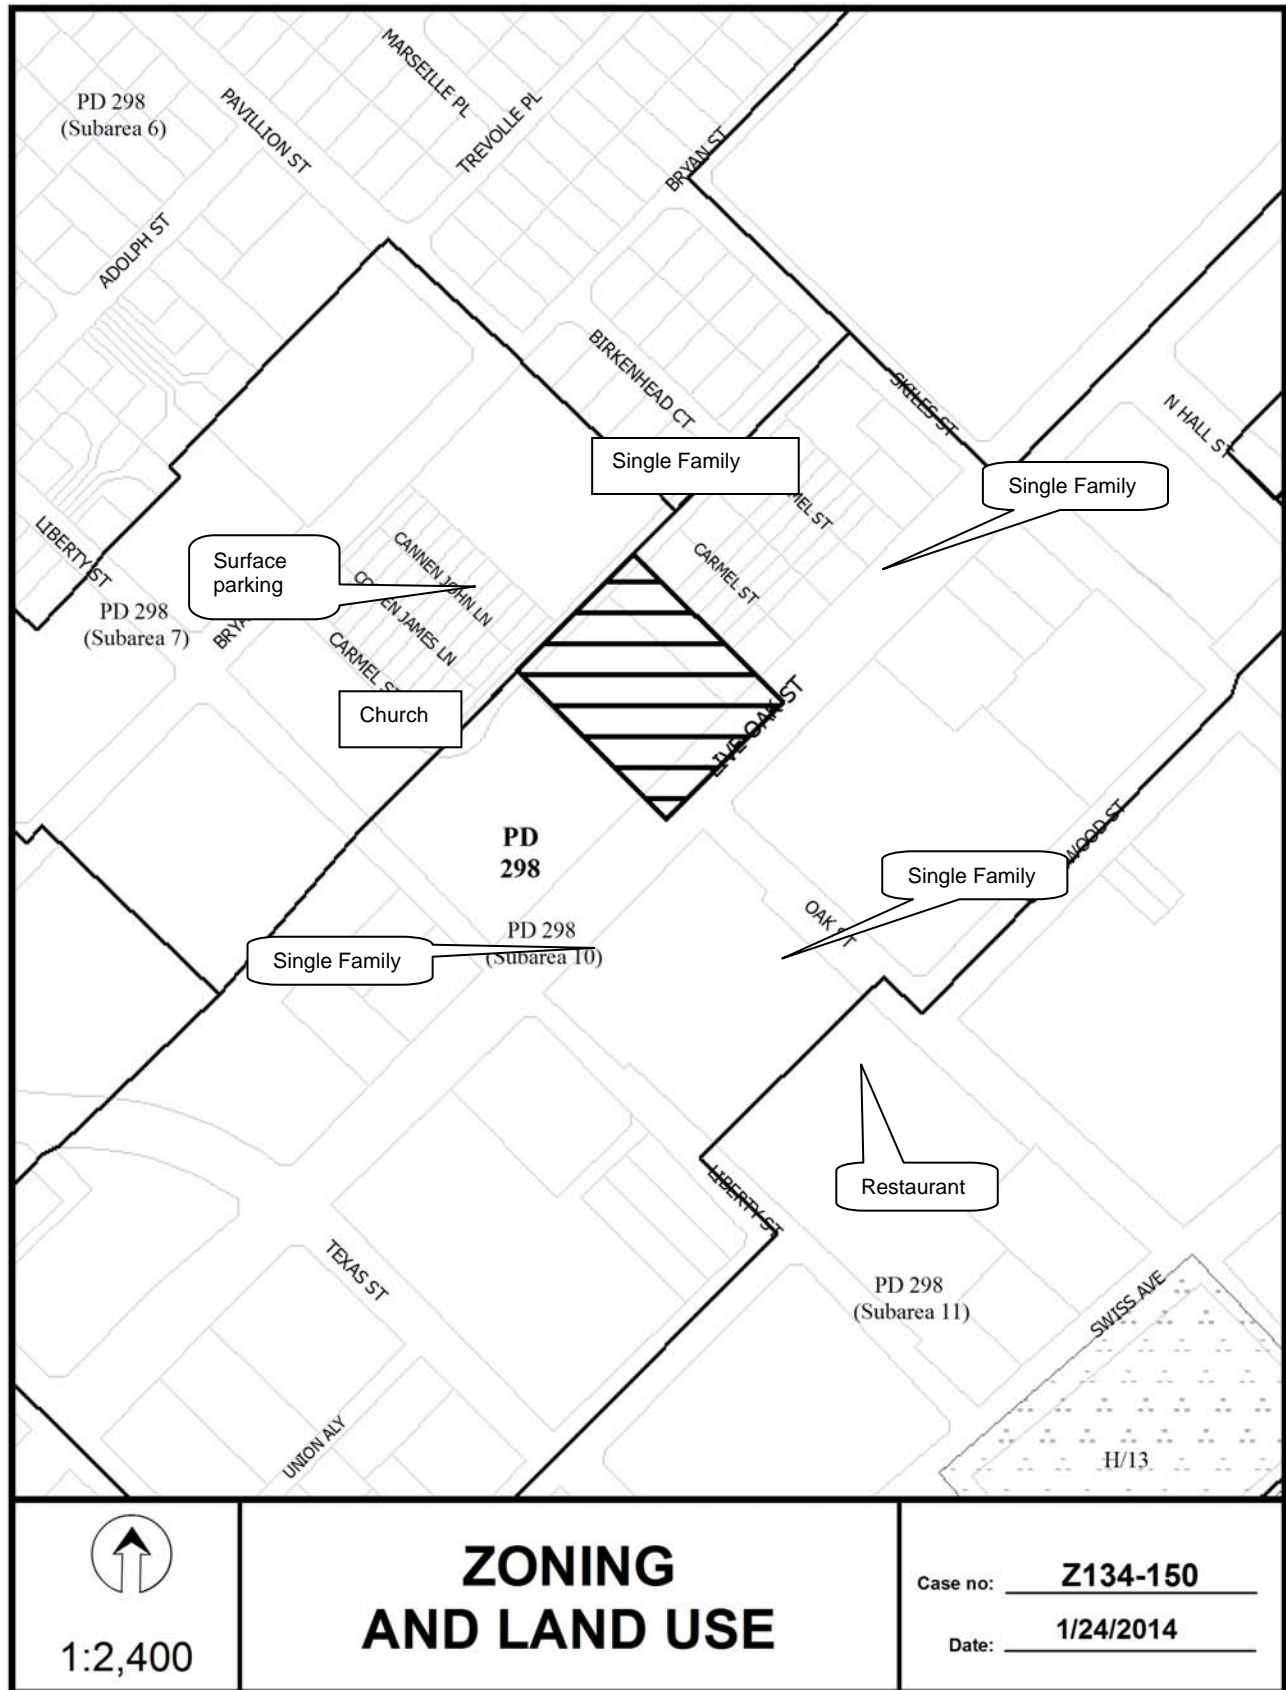 MARSEILLE PL
PD 298
(Subarea 6)
PAVILLION ST
TREVOLLE PL
BRYAN ST
ADOLPH ST
BIRKENHEAD CT
SKILES ST
N HALL ST
Single Family
Single Family
CARMEL ST
LIBERTY ST
Surface
parking
CANNEN JOHN LN
JAMES LN
PD 298
(Subarea 7)
CARMEL
Church
LIVE OAK ST
PD
298
WOOD ST
Single Family
OAK ST
PD 298
(Subarea 10)
Single Family
Restaurant
LIBERTY ST
TEXAS ST
PD 298
(Subarea 11)
SWISS AVE
UNION ALY
H/13
1:2,400
ZONING
AND LAND USE
Case no: Z134-150
Date: 1/24/2014